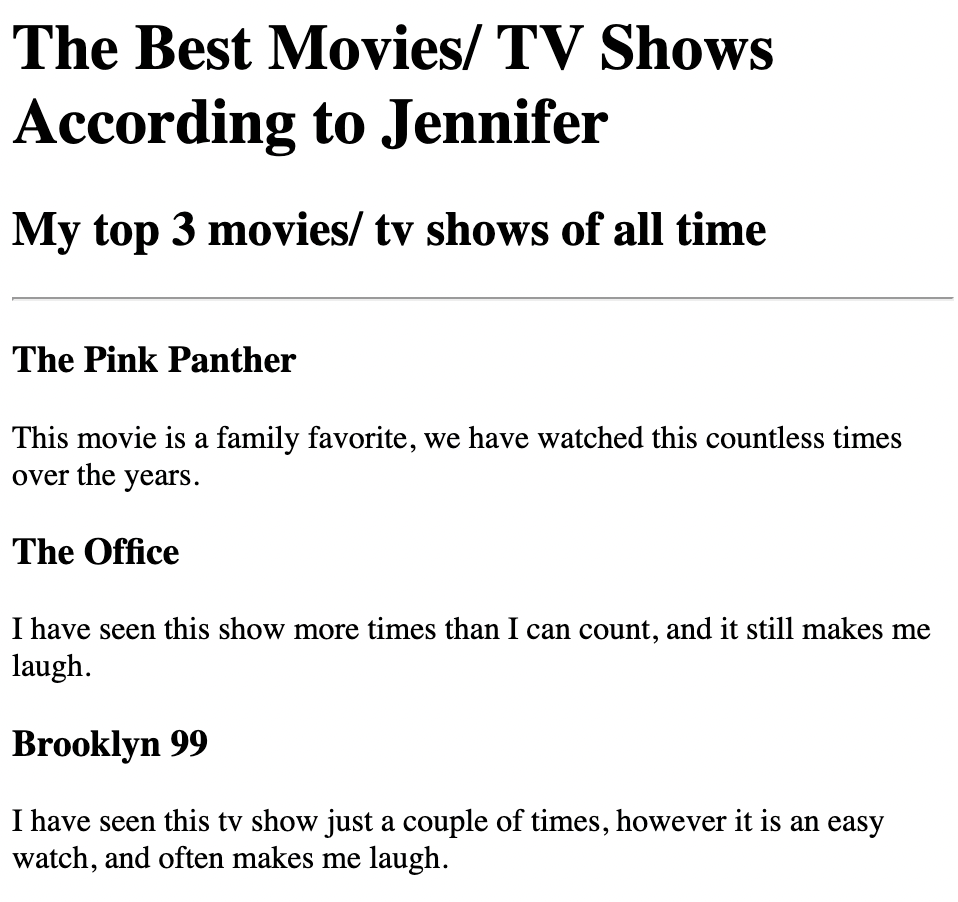 The Best Movies/ TV Shows
According to Jennifer
My top 3 movies/ tv shows of all time
The Pink Panther
This movie is a family favorite, we have watched this countless times
over the years.
The Office
I have seen this show more times than I can count, and it still makes me
laugh.
Brooklyn 99
I have seen this tv show just a couple of times, however it is an easy
watch, and often makes me laugh.